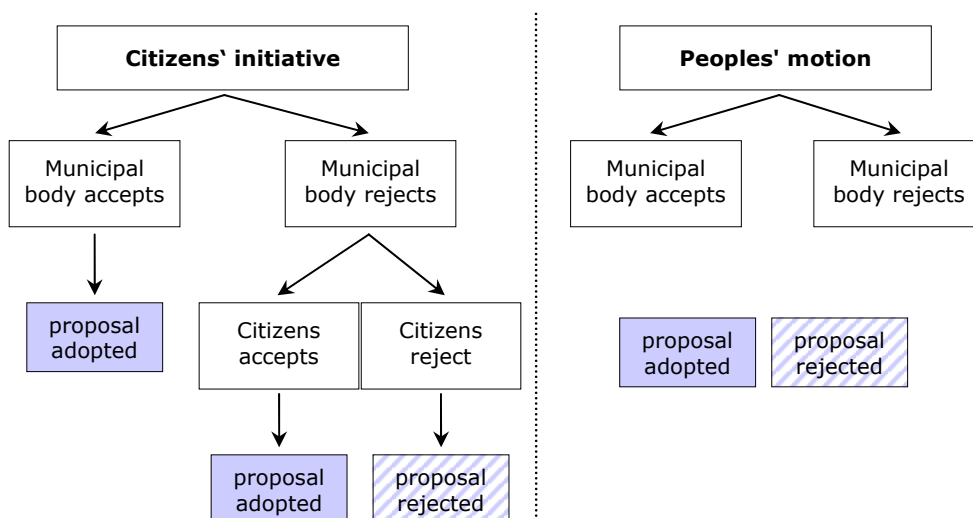 Citizens‘ initiative
Peoples' motion
Municipal
body accepts
Municipal
body rejects
Municipal
body accepts
Municipal
body rejects
proposal
adopted
Citizens
accepts
Citizens
reject
proposal
adopted
proposal
rejected
proposal
adopted
proposal
rejected